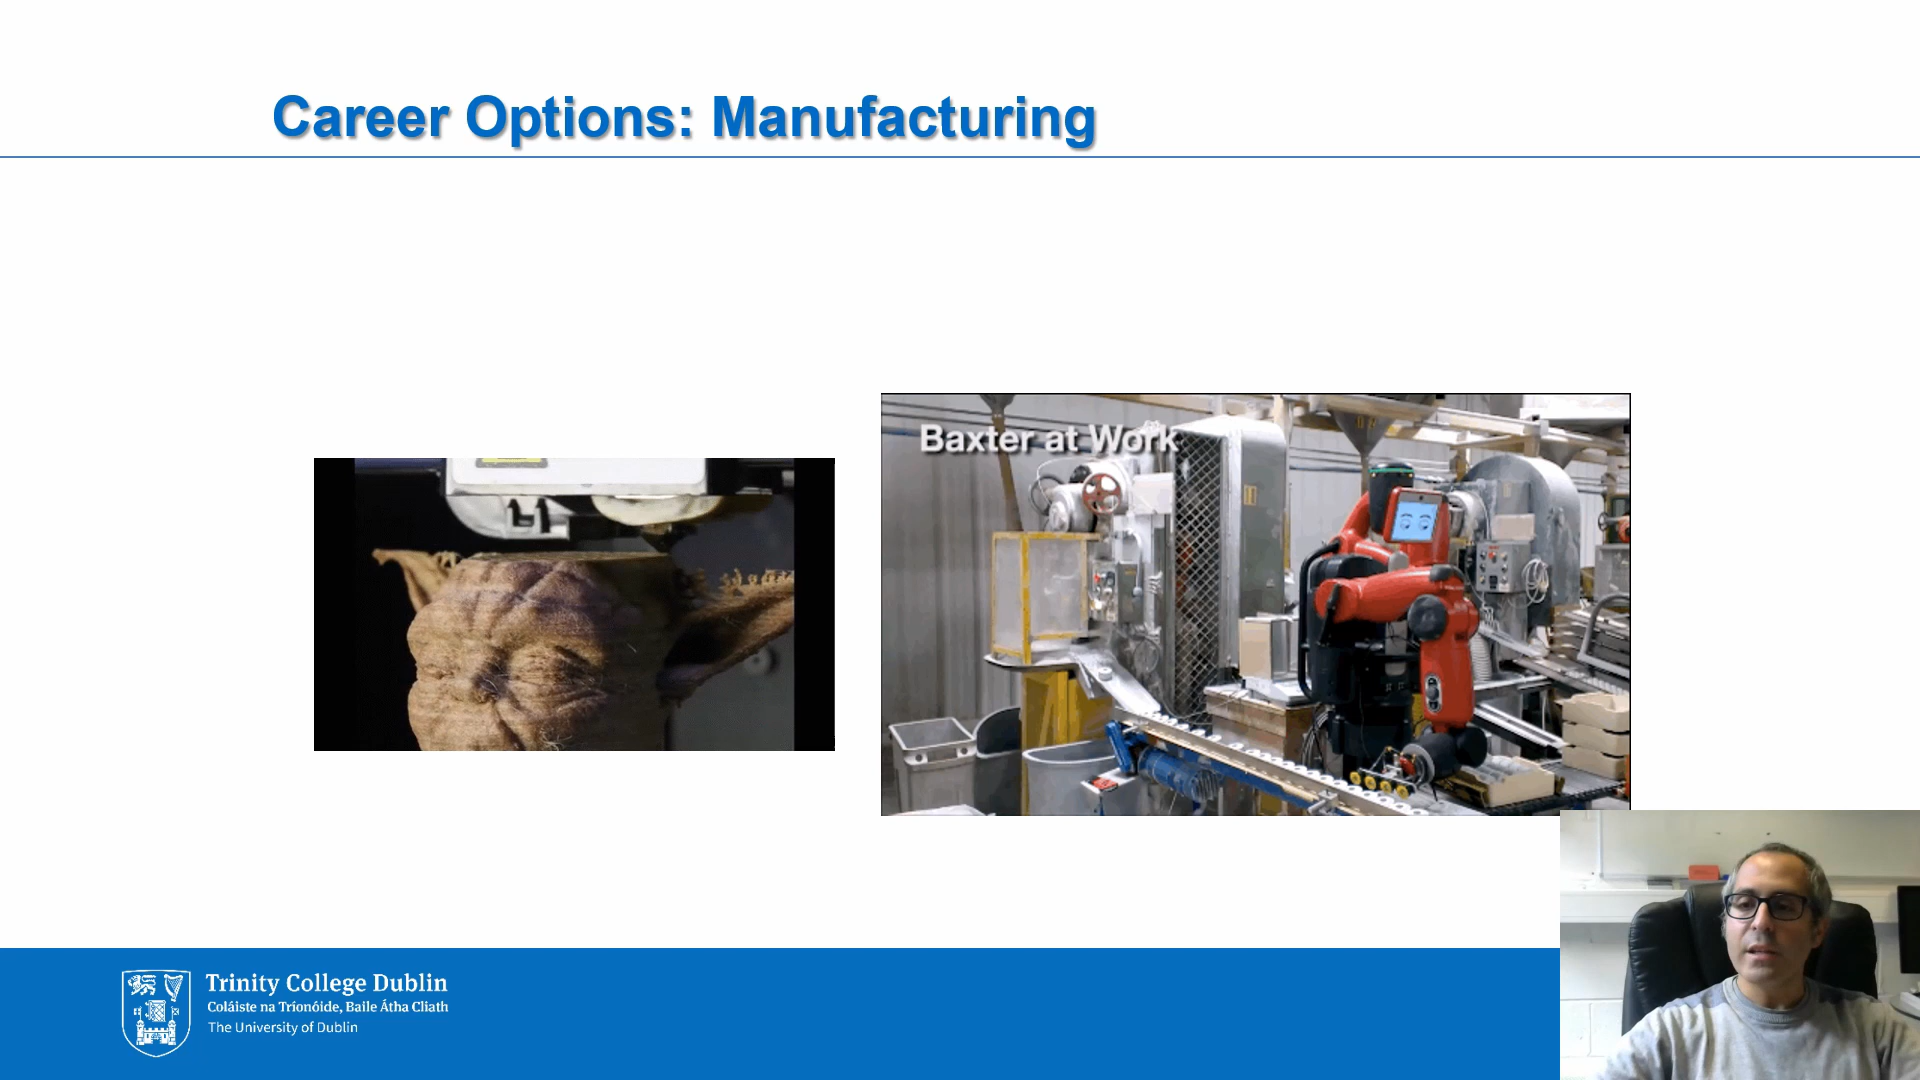 Career Options: Manufacturing
Baxter at Work
Trinity College Dublin
Coláiste na Tríonóide, Baile Átha Cliath
The University of Dublin